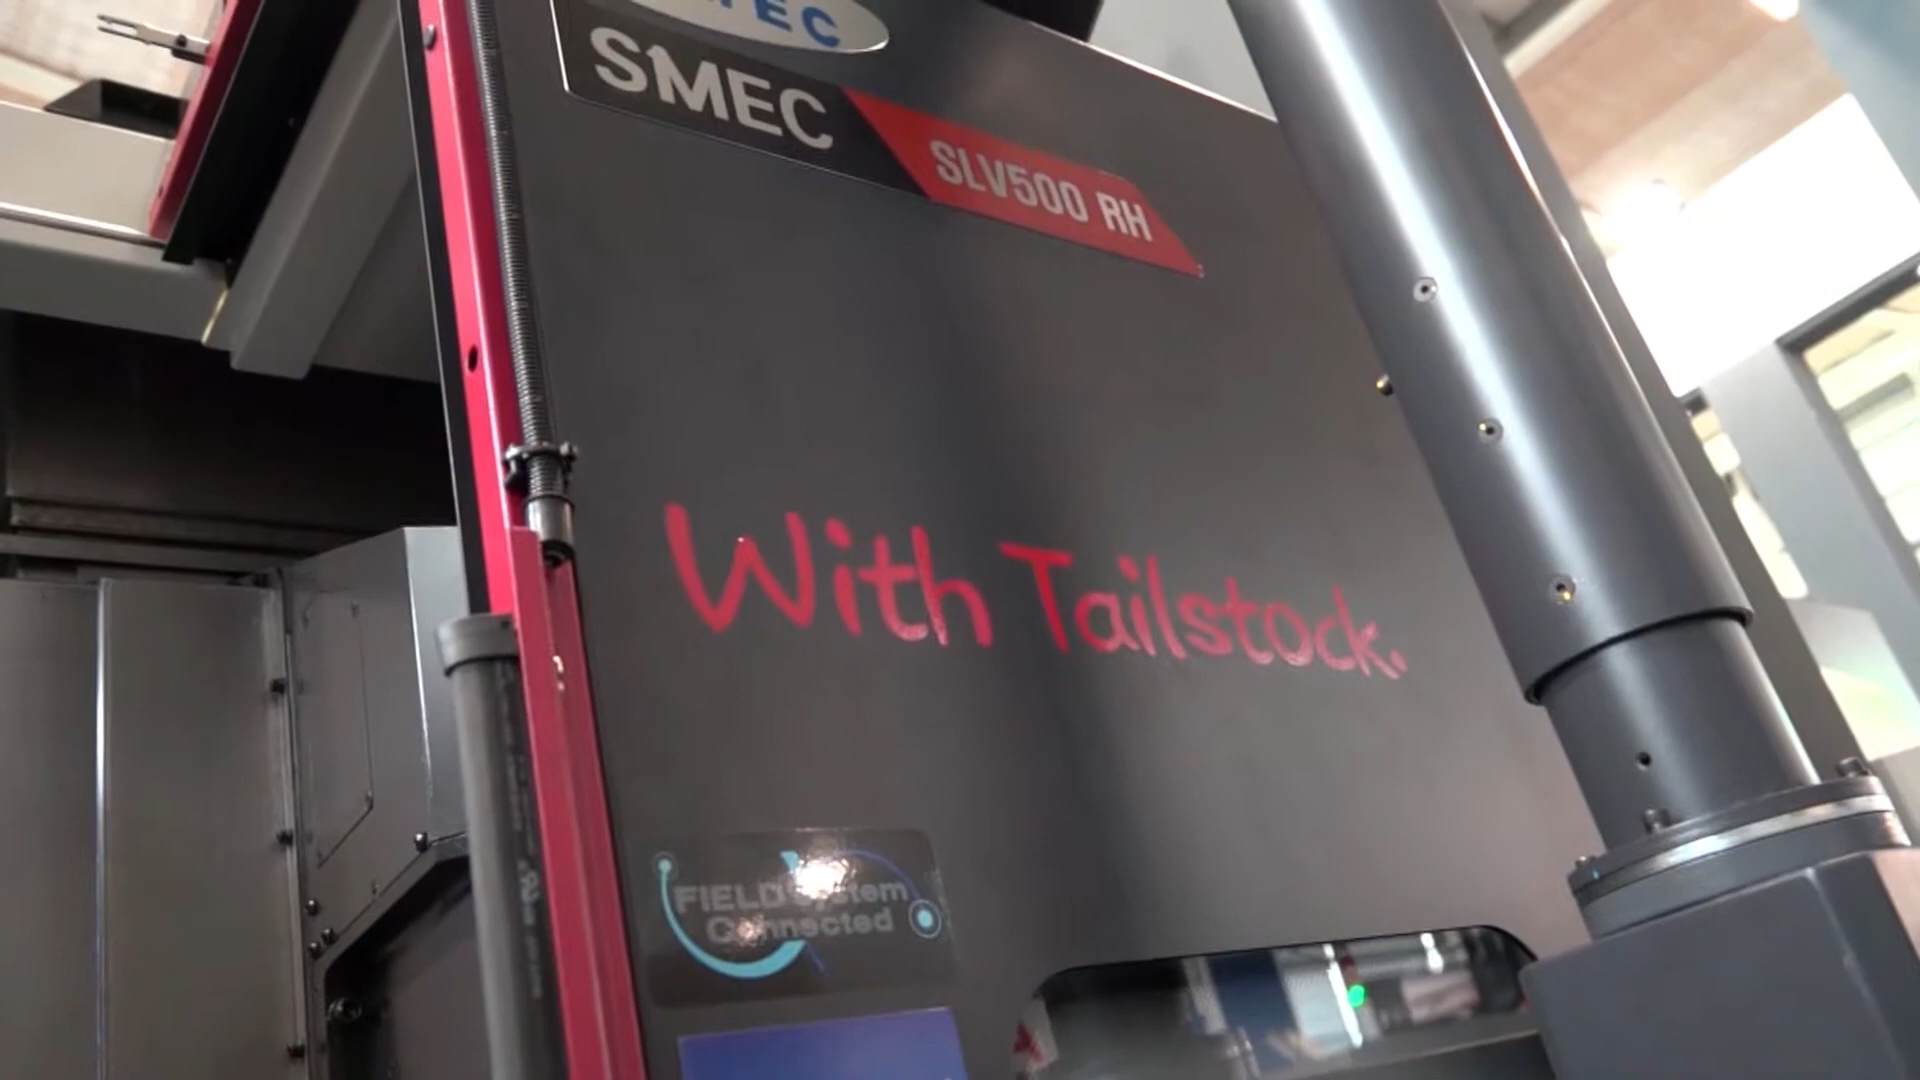 SMEC
SLV500 RH
With Tailstock.
FIELD System
Connected